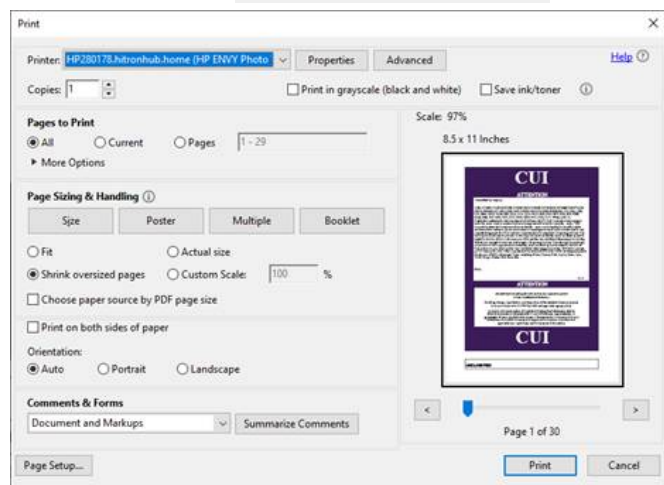 Print
Printer: HP280178.hitronhub.home (HP ENVY Photo Properties Advanced Help
Copies: 1 Print in grayscale (black and white) Save ink/toner
Pages to Print
All Current Pages 1 - 29
More Options
Page Sizing & Handling
Size Poster Multiple Booklet
Fit Actual size
Shrink oversized pages Custom Scale: 100 %
Choose paper source by PDF page size
Print on both sides of paper
Orientation:
Auto Portrait Landscape
Comments & Forms
Document and Markups Summarize Comments
Scale: 97%
8.5 x 11 Inches
CUI
ATTENTION
ATTENTION
CUI
< >
Page 1 of 30
Page Setup... Print Cancel